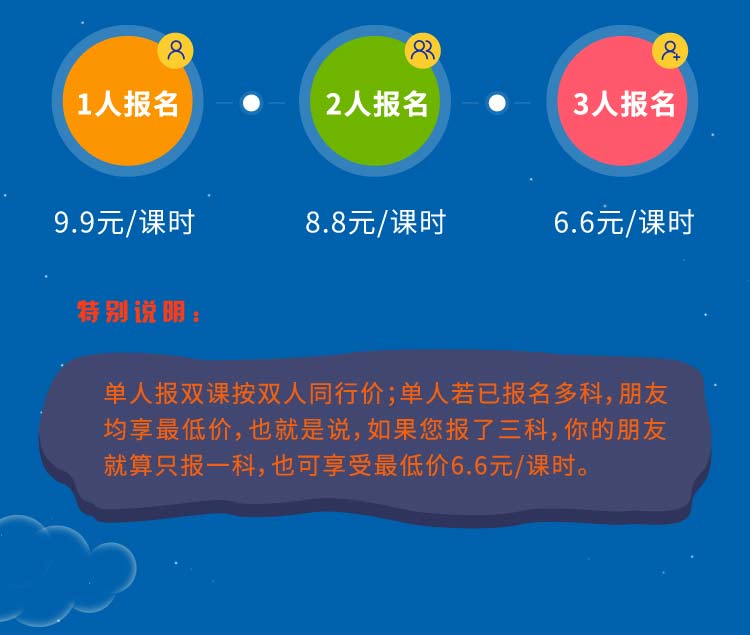 1人报名
2人报名
3人报名
9.9元/课时
8.8元/课时
6.6元/课时
特别说明：
单人报双课按双人同行价；单人若已报名多科，朋友
均享最低价，也就是说，如果您报了三科，你的朋友
就算只报一科，也可享受最低价6.6元/课时。